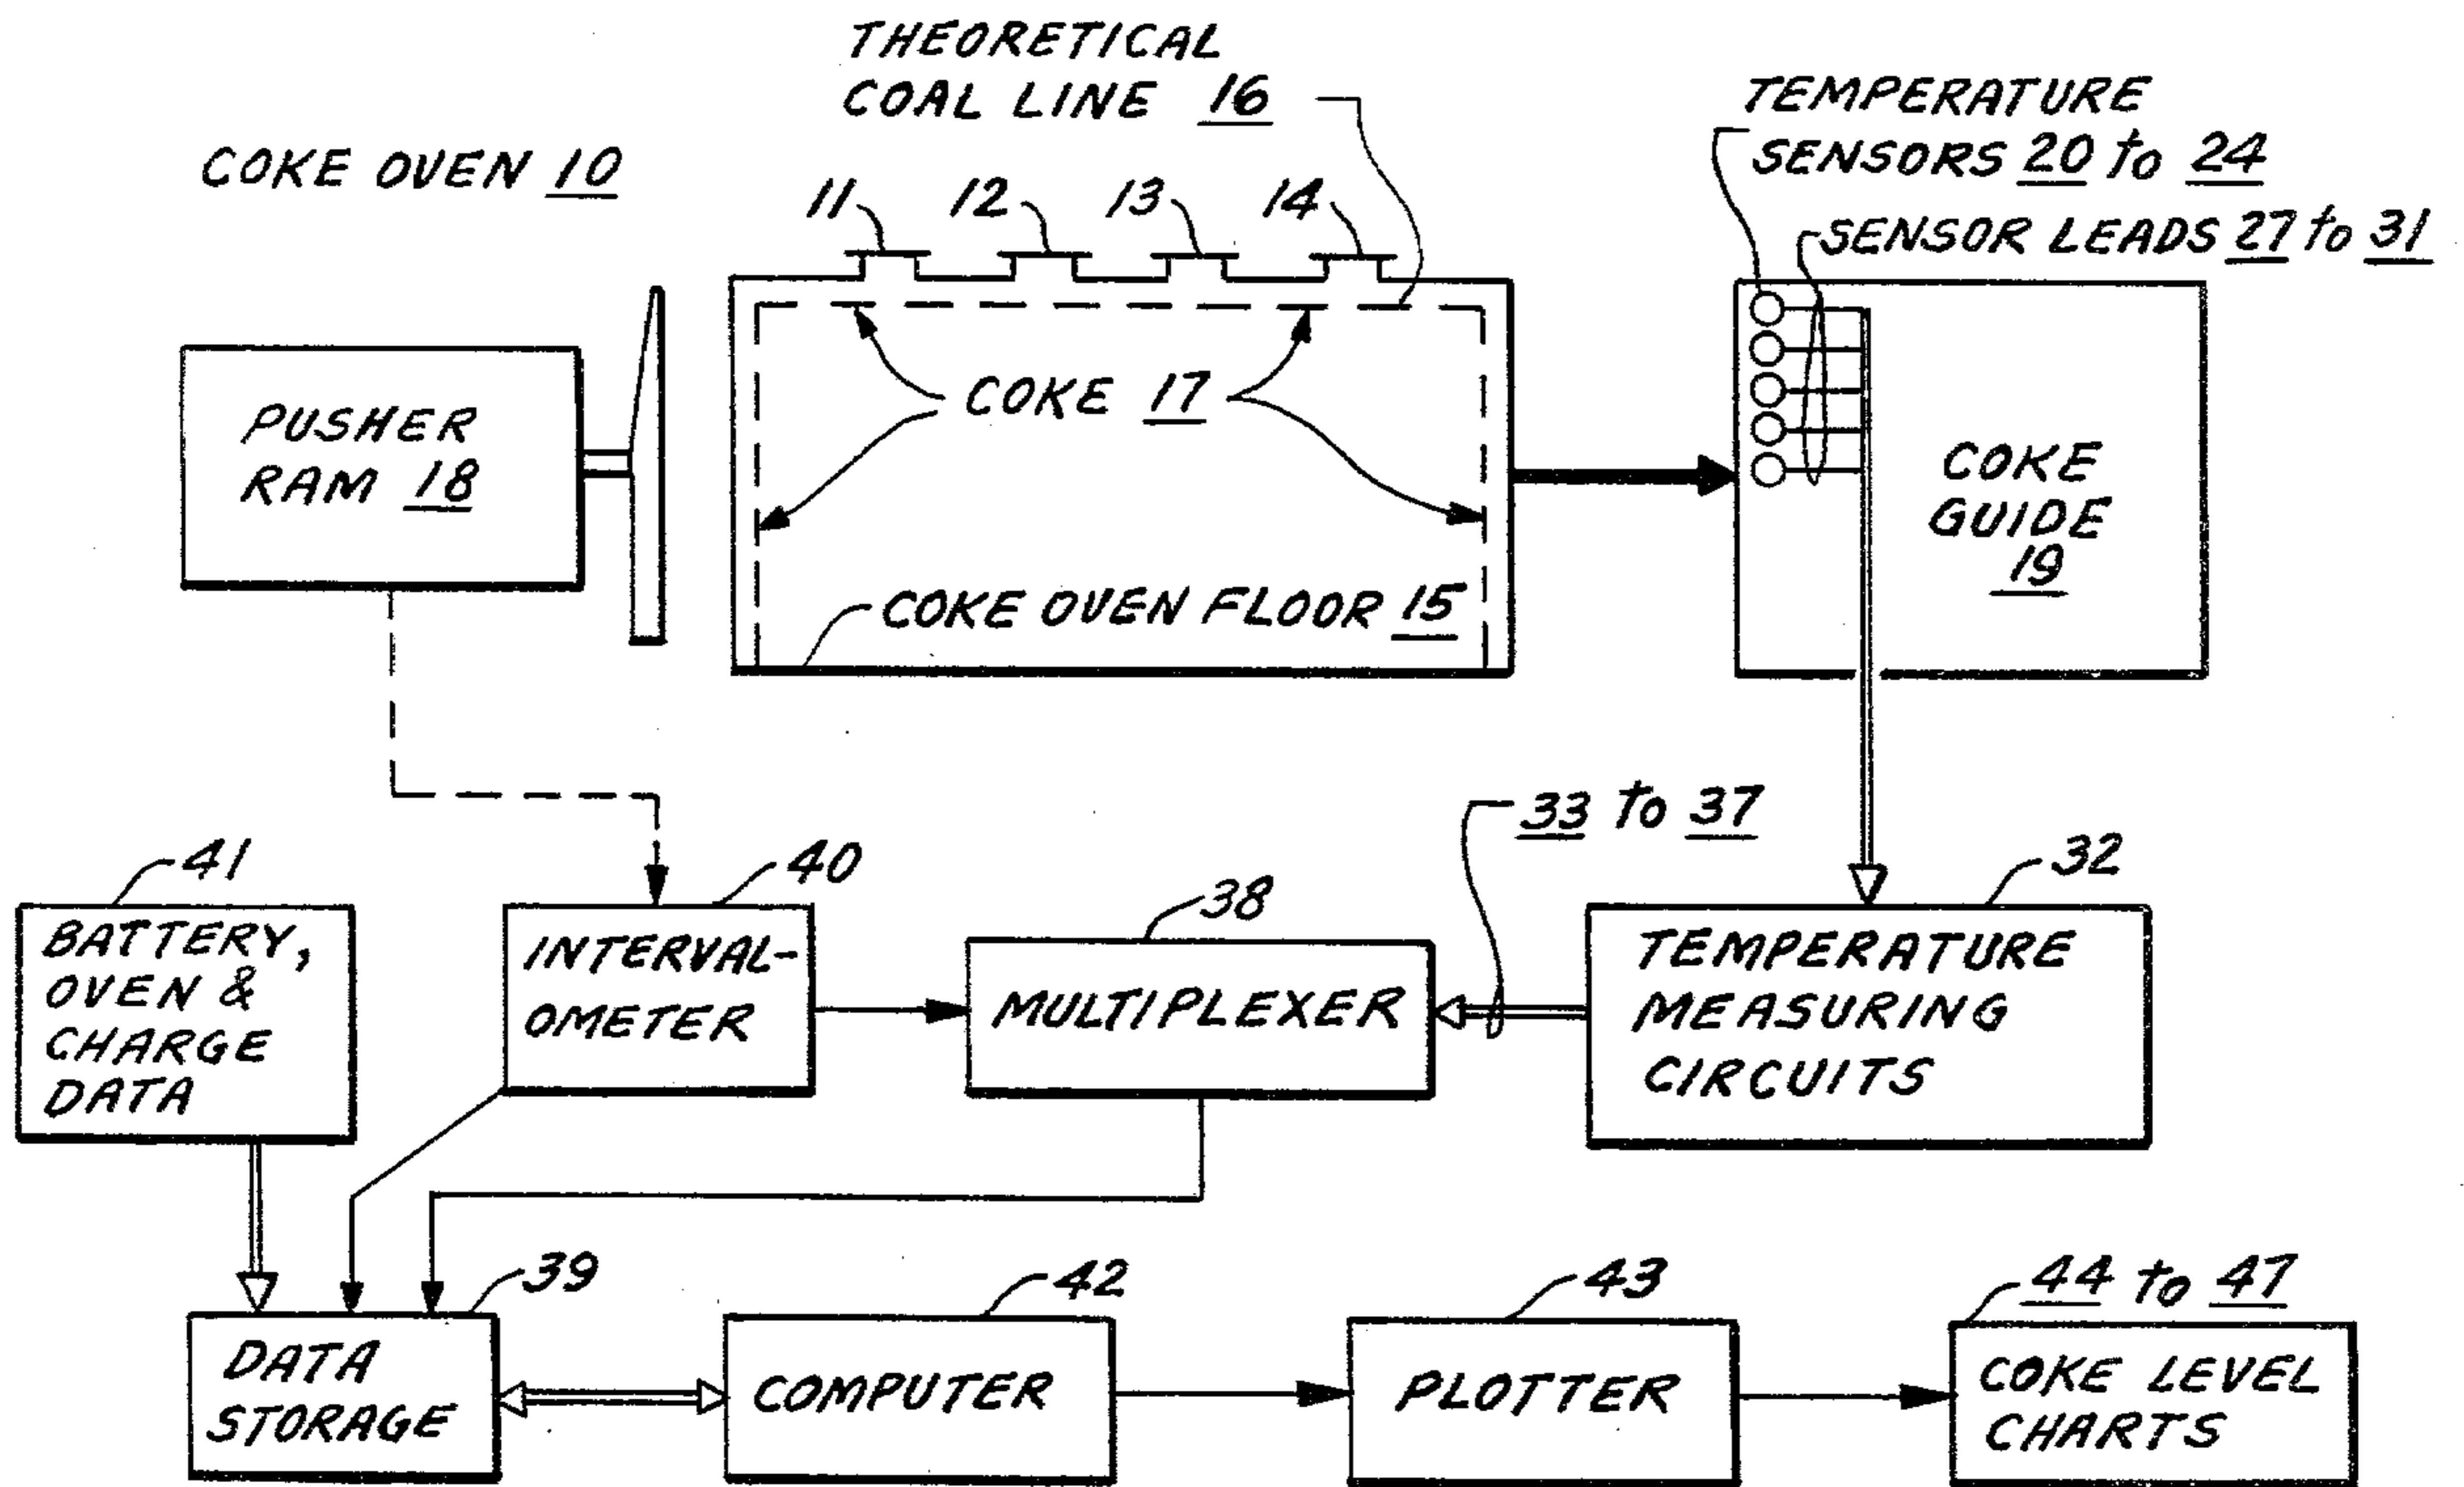 THEORETICAL
COAL LINE 16
TEMPERATURE
SENSORS 20 to 24
SENSOR LEADS 27 to 31
COKE OVEN 10
11 12 13 14
PUSHER
RAM 18
COKE 17
COKE OVEN FLOOR 15
COKE
GUIDE
19
33 to 37
41
40
38
32
BATTERY,
OVEN &
CHARGE
DATA
INTERVAL-
OMETER
MULTIPLEXER
TEMPERATURE
MEASURING
CIRCUITS
39
42
43
44 to 47
DATA
STORAGE
COMPUTER
PLOTTER
COKE LEVEL
CHARTS